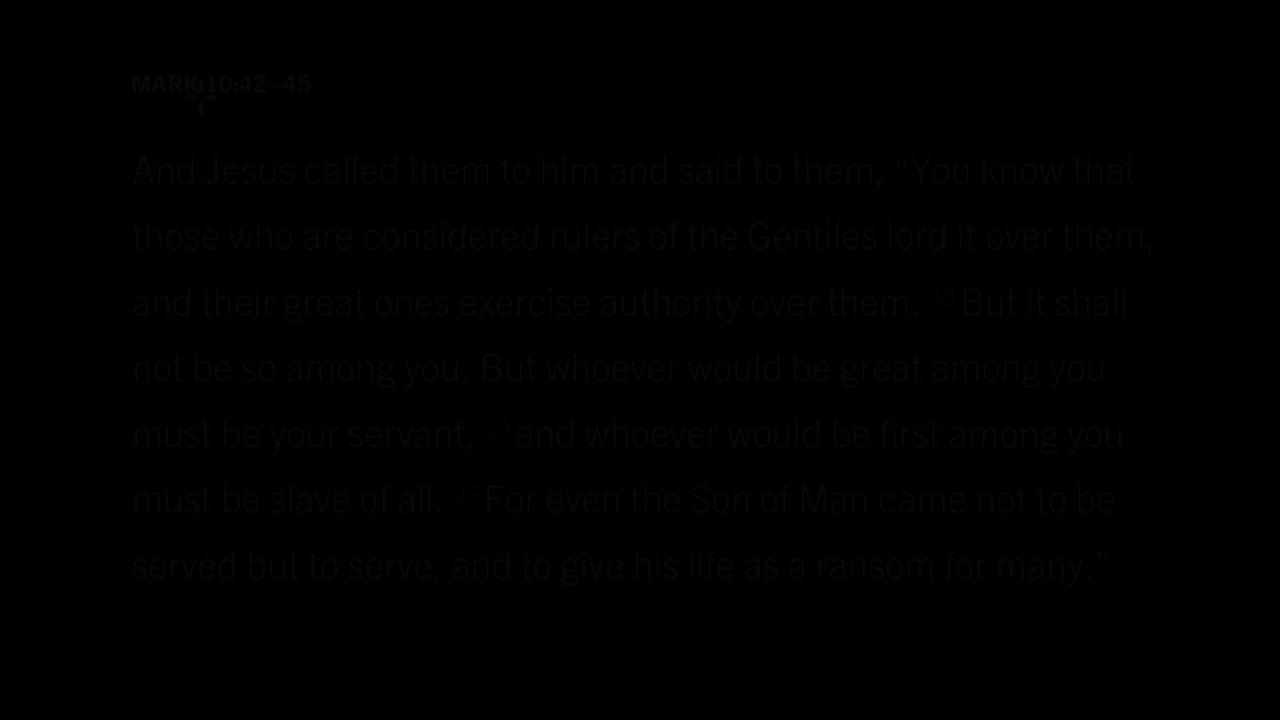 MARK 10:42–45
And Jesus called them to him and said to them, “You know that
those who are considered rulers of the Gentiles lord it over them,
and their great ones exercise authority over them. 43 But it shall
not be so among you. But whoever would be great among you
must be your servant, 44 and whoever would be first among you
must be slave of all. 45 For even the Son of Man came not to be
served but to serve, and to give his life as a ransom for many.”